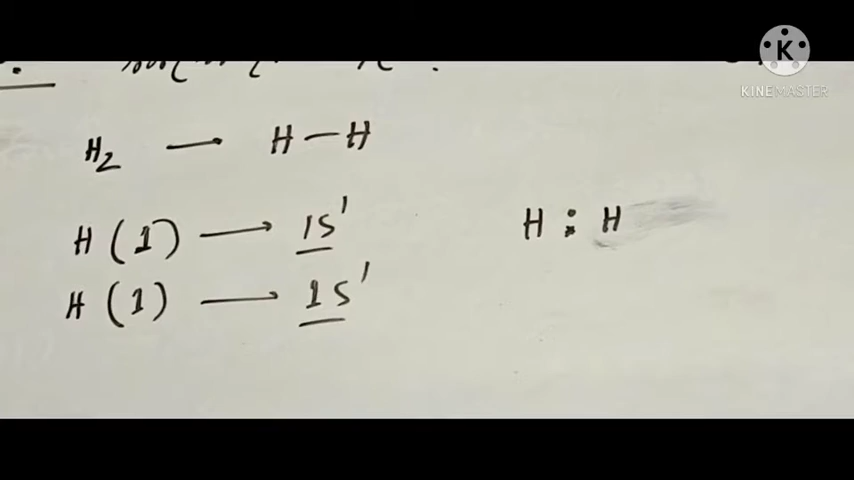 K
KINEMASTER
H₂ → H—H
H (1) → 1S¹
H : H
H (1) → 1S¹